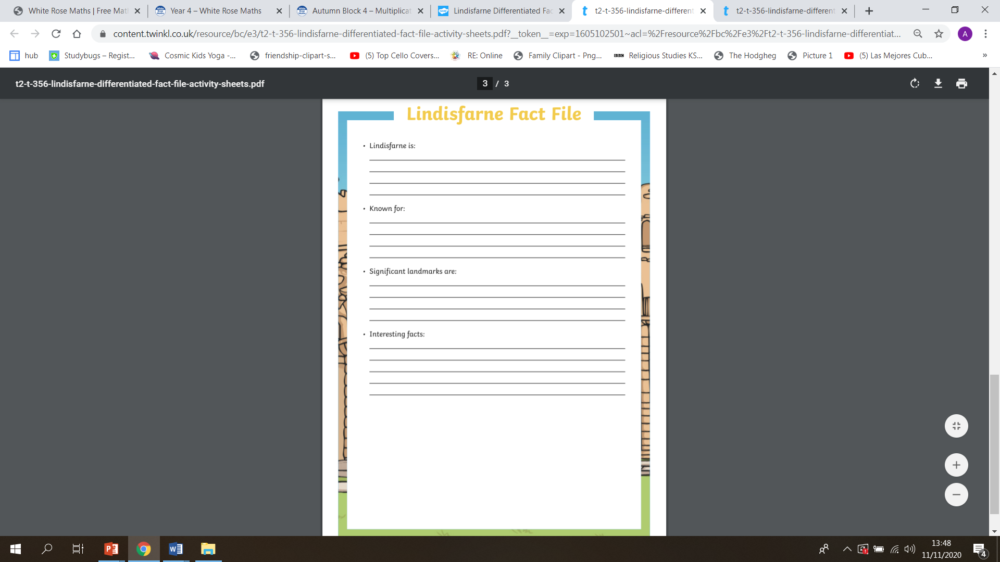 White Rose Maths | Free Mat
Year 4 – White Rose Maths
Autumn Block 4 – Multiplicat
Lindisfarne Differentiated Fac
t2-t-356-lindisfarne-different
t2-t-356-lindisfarne-different
content.twinkl.co.uk/resource/bc/e3/t2-t-356-lindisfarne-differentiated-fact-file-activity-sheets.pdf?__token__=exp=1605102501~acl=%2Fresource%2Fbc%2Fe3%2Ft2-t-356-lindisfarne-differentiat...
A
hub
Studybugs – Regist...
Cosmic Kids Yoga -...
friendship-clipart-s...
(5) Top Cello Covers...
RE: Online
Family Clipart - Png...
BBC
Religious Studies KS...
The Hodgheg
Picture 1
(5) Las Mejores Cub...
»
t2-t-356-lindisfarne-differentiated-fact-file-activity-sheets.pdf
3 / 3
Lindisfarne Fact File
• Lindisfarne is:
• Known for:
• Significant landmarks are:
• Interesting facts:
13:48
11/11/2020
4